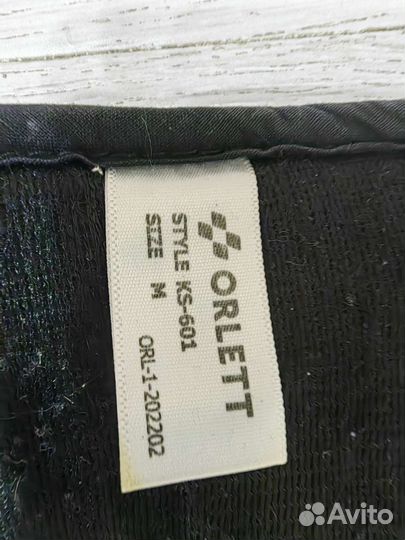 ORLETT
STYLE KS-601
SIZE M
ORL-1-202202
Avito